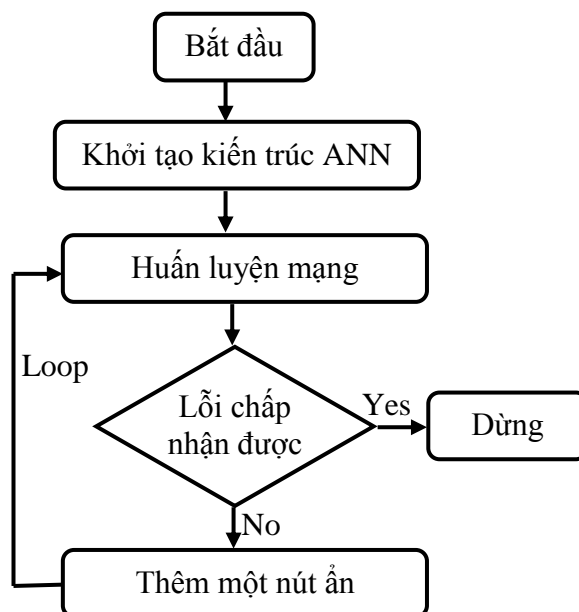 Bắt đầu
Khởi tạo kiến trúc ANN
Huấn luyện mạng
Loop
Lỗi chấp
nhận được
Yes
Dừng
No
Thêm một nút ẩn